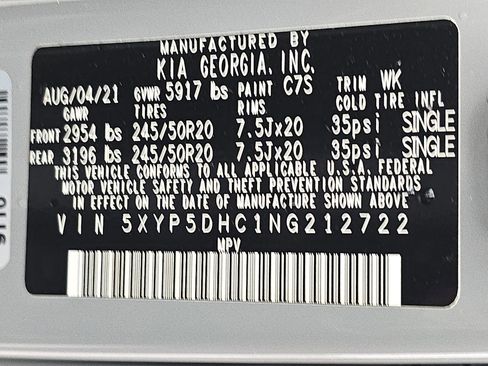 MANUFACTURED BY
KIA GEORGIA, INC.
AUG/04/21 GVWR 5917 lbs PAINT C7S TRIM WK
GAWR TIRES RIMS COLD TIRE INFL
FRONT 2954 lbs 245/50R20 7.5Jx20 35psi SINGLE
REAR 3196 lbs 245/50R20 7.5Jx20 35psi SINGLE
THIS VEHICLE CONFORMS TO ALL APPLICABLE U.S.A. FEDERAL
MOTOR VEHICLE SAFETY, BUMPER, AND THEFT PREVENTION STANDARDS
IN EFFECT ON THE DATE OF MANUFACTURE SHOWN ABOVE.
VIN 5XYP5DHC1NG212722
MPV